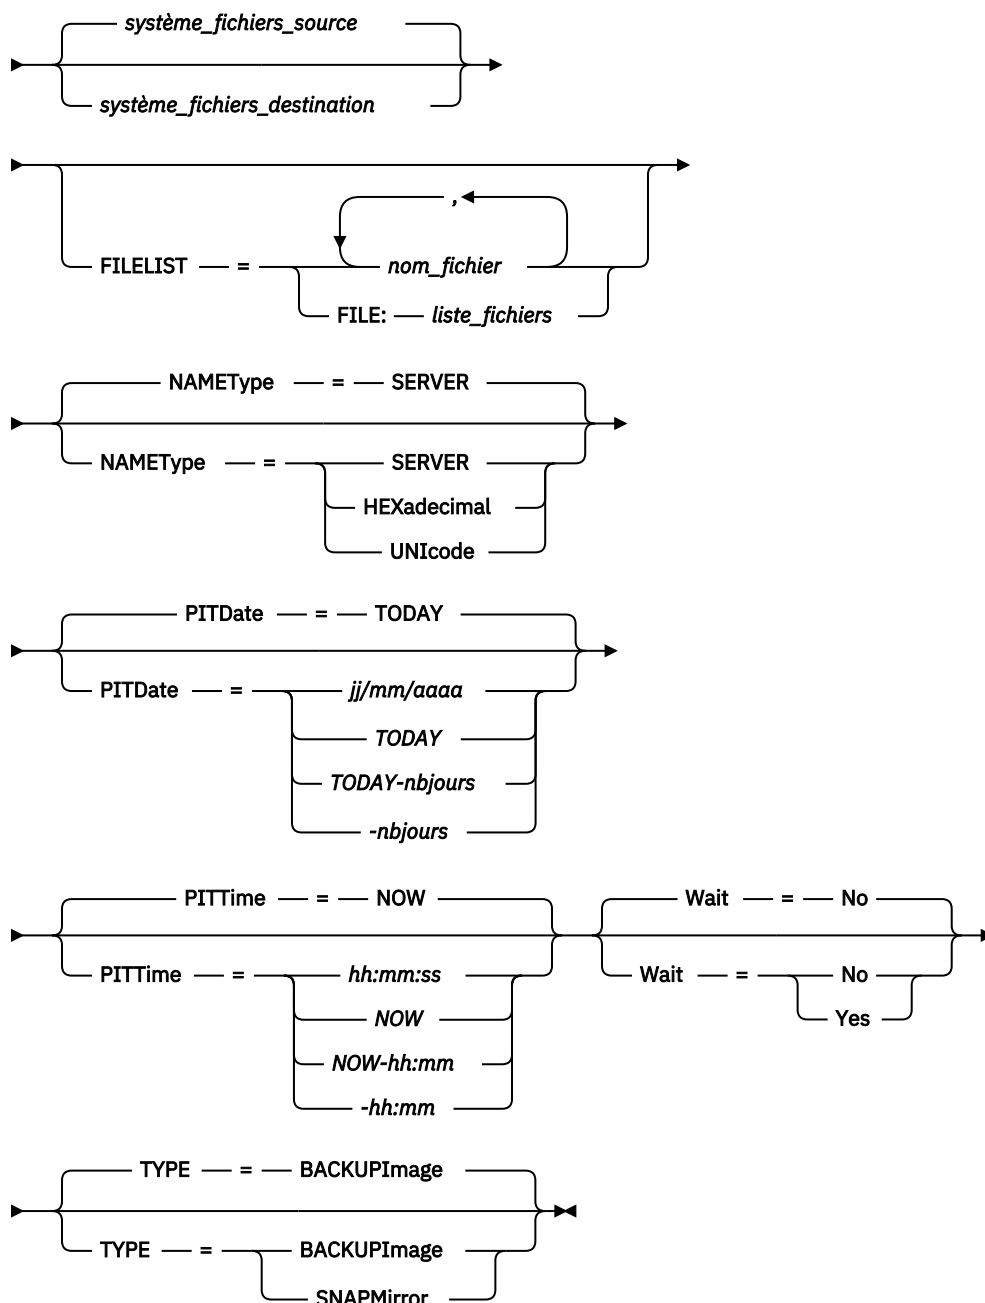 système_fichiers_source
système_fichiers_destination
,
FILELIST = nom_fichier
FILE: liste_fichiers
NAMEType = SERVER
NAMEType = SERVER
HEXadecimal
UNIcode
PITDate = TODAY
PITDate = jj/mm/aaaa
TODAY
TODAY-nbjours
-nbjours
PITTime = NOW Wait = No
PITTime = hh:mm:ss Wait = No
NOW Yes
NOW-hh:mm
-hh:mm
TYPE = BACKUPImage
TYPE = BACKUPImage
SNAPMirror